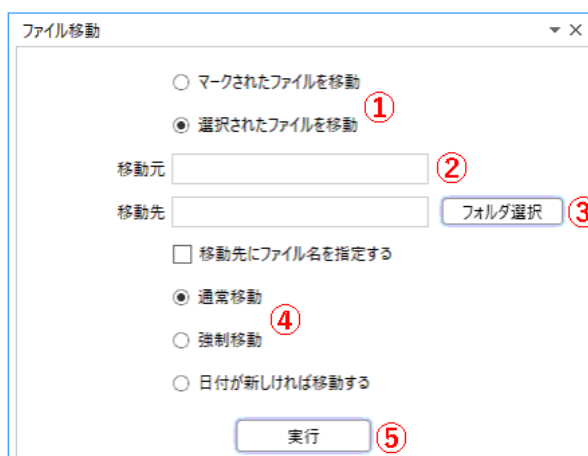 ファイル移動
マークされたファイルを移動
①
選択されたファイルを移動
移動元 ②
移動先 フォルダ選択 ③
移動先にファイル名を指定する
通常移動
④
強制移動
日付が新しければ移動する
実行 ⑤